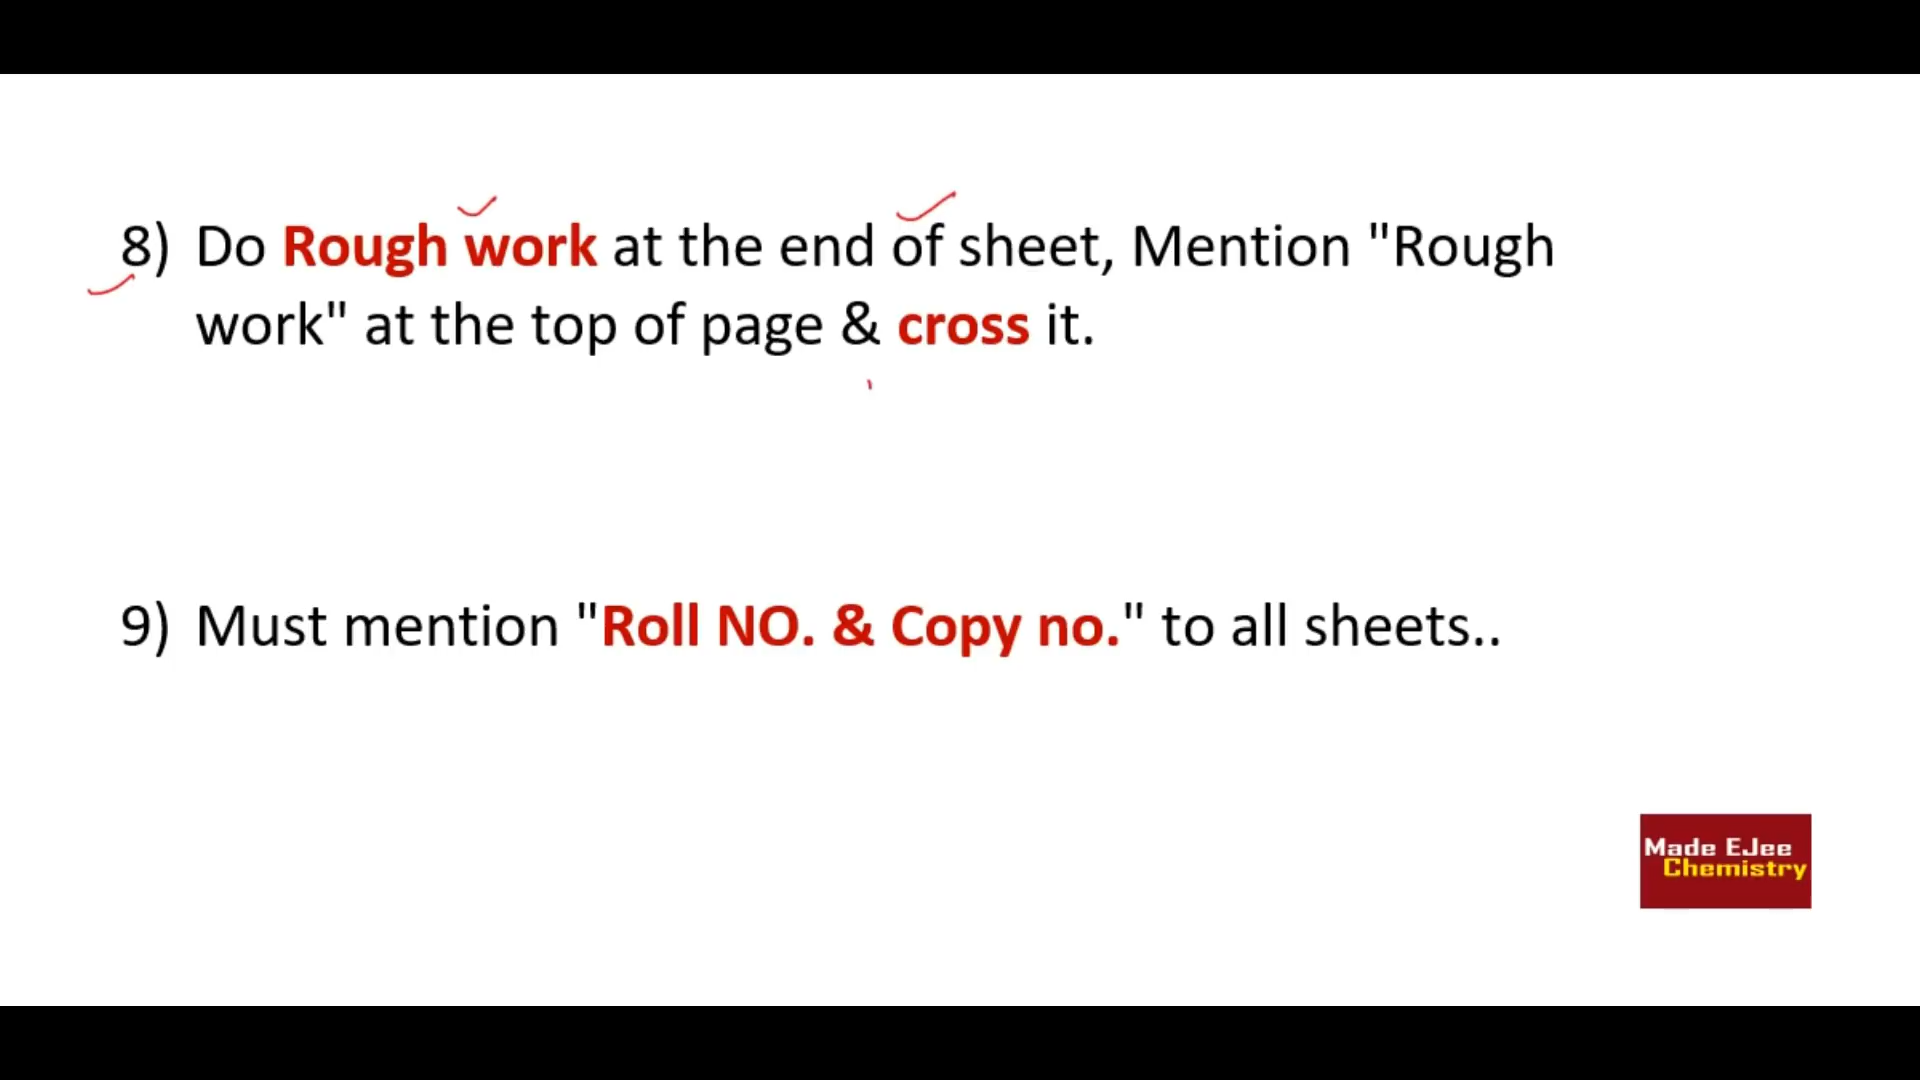 8) Do Rough work at the end of sheet, Mention "Rough
work" at the top of page & cross it.
9) Must mention "Roll NO. & Copy no." to all sheets..
Made EJee
Chemistry